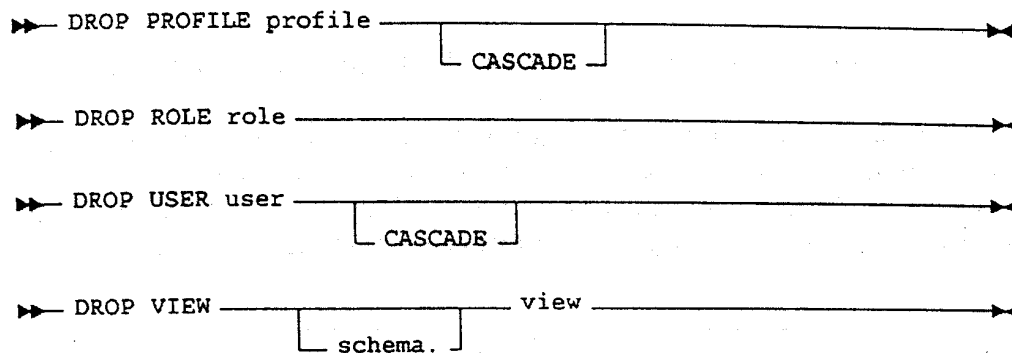 DROP PROFILE profile
CASCADE
DROP ROLE role
DROP USER user
CASCADE
DROP VIEW view
schema.